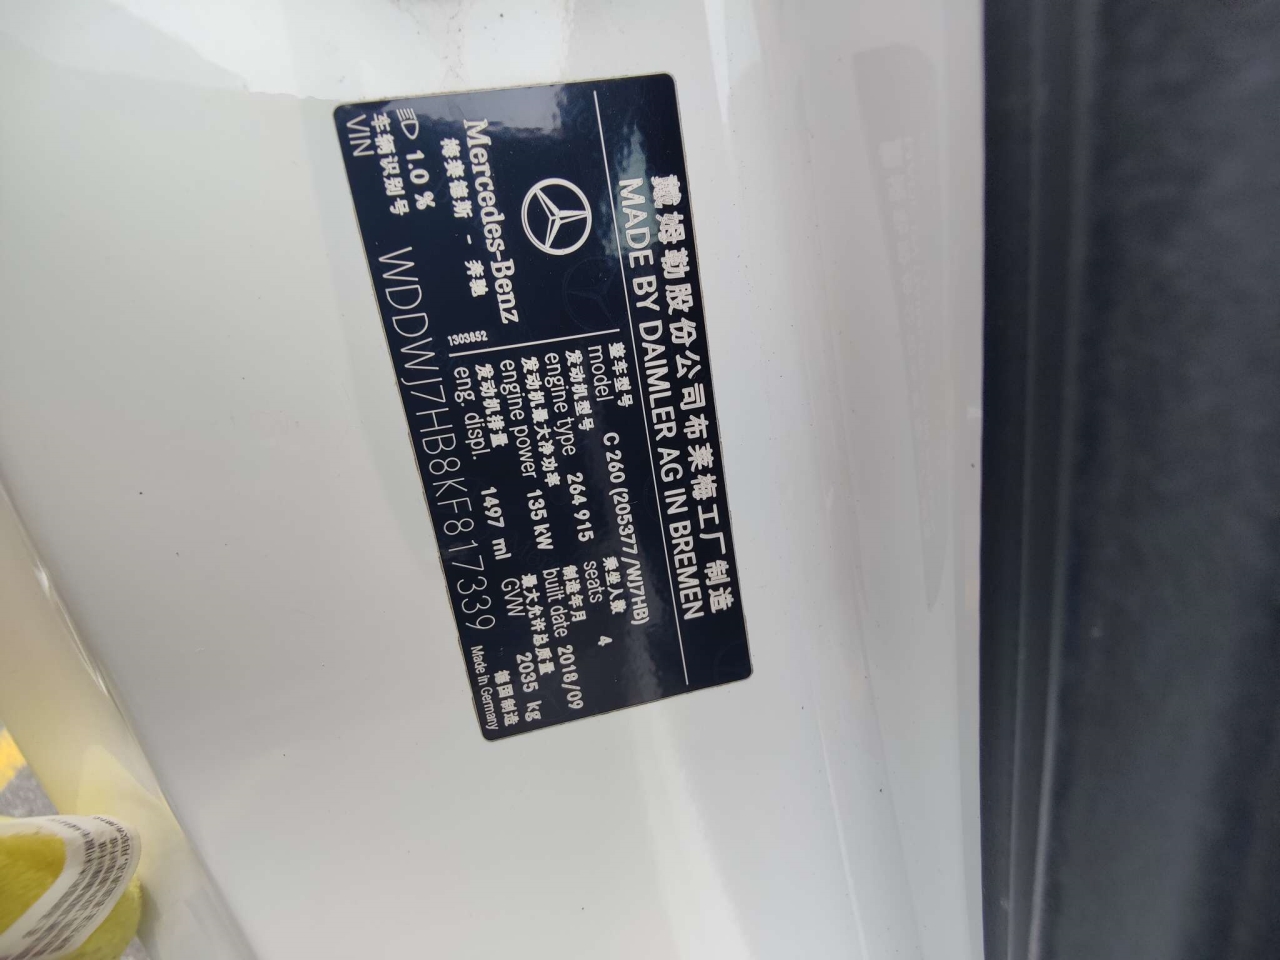 戴姆勒股份公司布莱梅工厂制造
MADE BY DAIMLER AG IN BREMEN
Mercedes-Benz
梅赛德斯 - 奔驰
1303852
整车型号
model C 260 (205377/WJ7HB)
发动机型号
engine type 264 915
发动机最大净功率
engine power 135 kW
发动机排量
eng. displ. 1497 ml
乘坐人数
seats 4
制造年月
built date 2018/09
最大允许总质量
GVW 2035 kg
1.0 %
车辆识别号
VIN WDDWJ7HB8KF817339
德国制造
Made in Germany